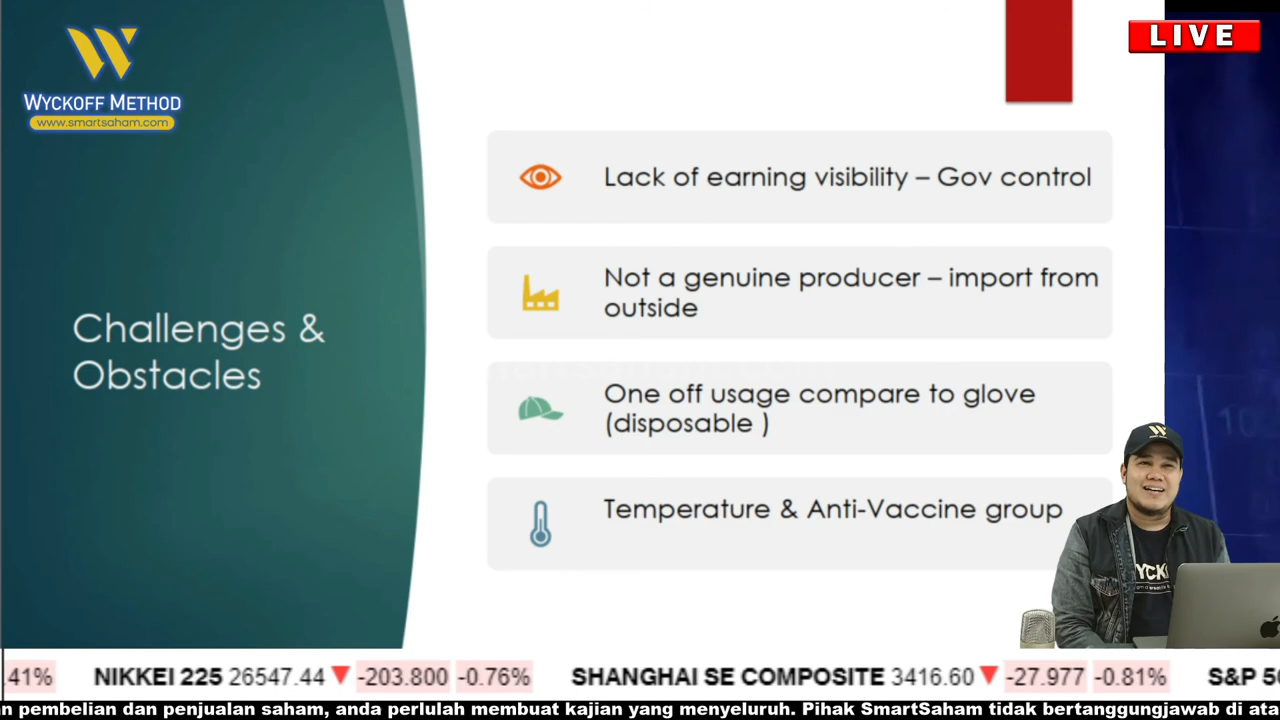 WYCKOFF METHOD
www.smartsaham.com
LIVE
Challenges &
Obstacles
Lack of earning visibility – Gov control
Not a genuine producer – import from
outside
One off usage compare to glove
(disposable )
Temperature & Anti-Vaccine group
.41% NIKKEI 225 26547.44 -203.800 -0.76% SHANGHAI SE COMPOSITE 3416.60 -27.977 -0.81% S&P
pembelian dan penjualan saham, anda perlulah membuat kajian yang menyeluruh. Pihak SmartSaham tidak bertanggungjawab di